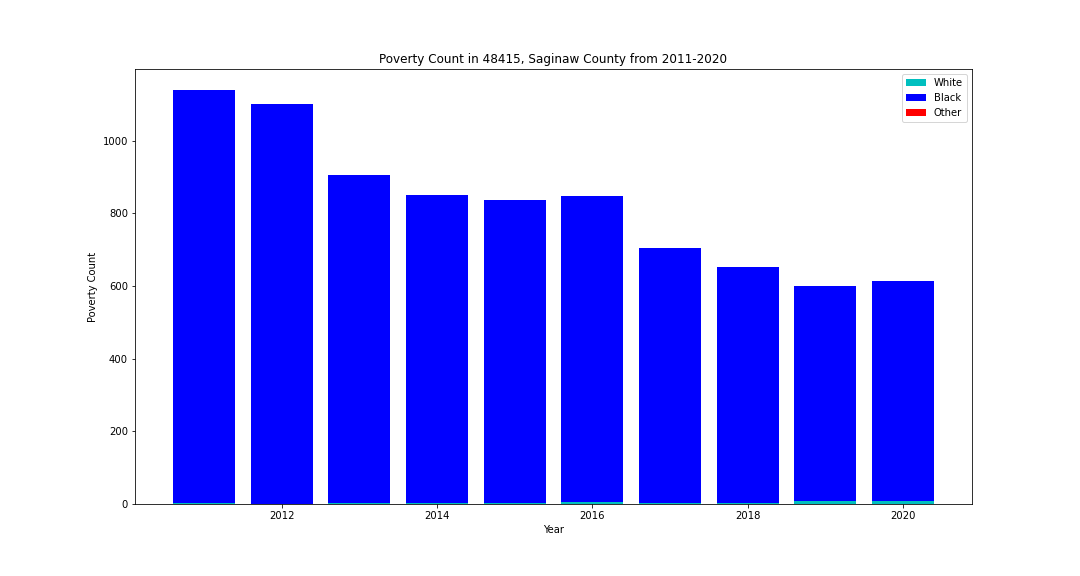 Poverty Count in 48415, Saginaw County from 2011-2020
White
Black
Other
1000
800
600
400
200
0
Poverty Count
2012
2014
2016
2018
2020
Year